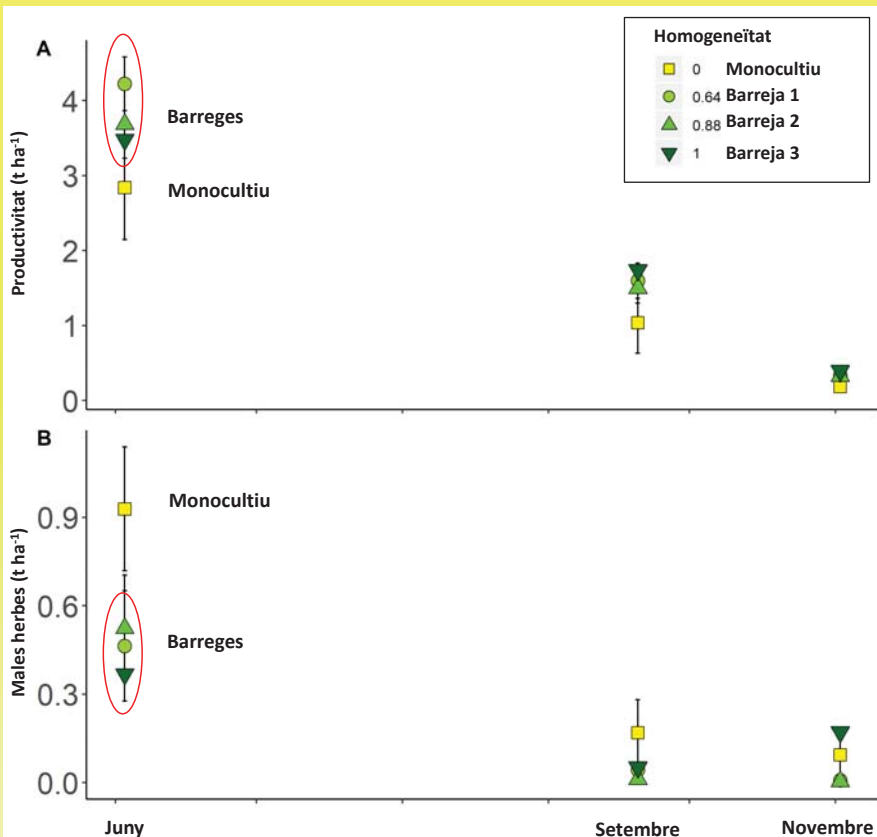 A
Homogeneïtat
0 Monocultiu
0.64 Barreja 1
0.88 Barreja 2
1 Barreja 3
Barreges
Monocultiu
Productivitat (t ha⁻¹)
4
3
2
1
0
B
Monocultiu
Barreges
Males herbes (t ha⁻¹)
0.9
0.6
0.3
0.0
Juny
Setembre
Novembre